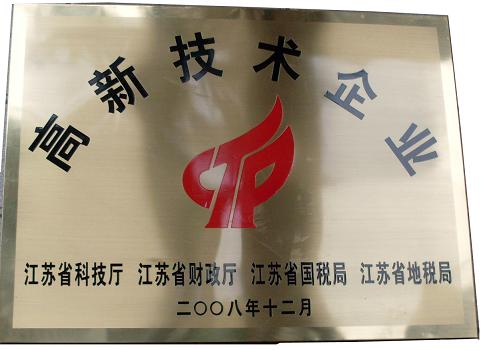 高新技术企业
江苏省科技厅 江苏省财政厅 江苏省国税局 江苏省地税局
二〇〇八年十二月